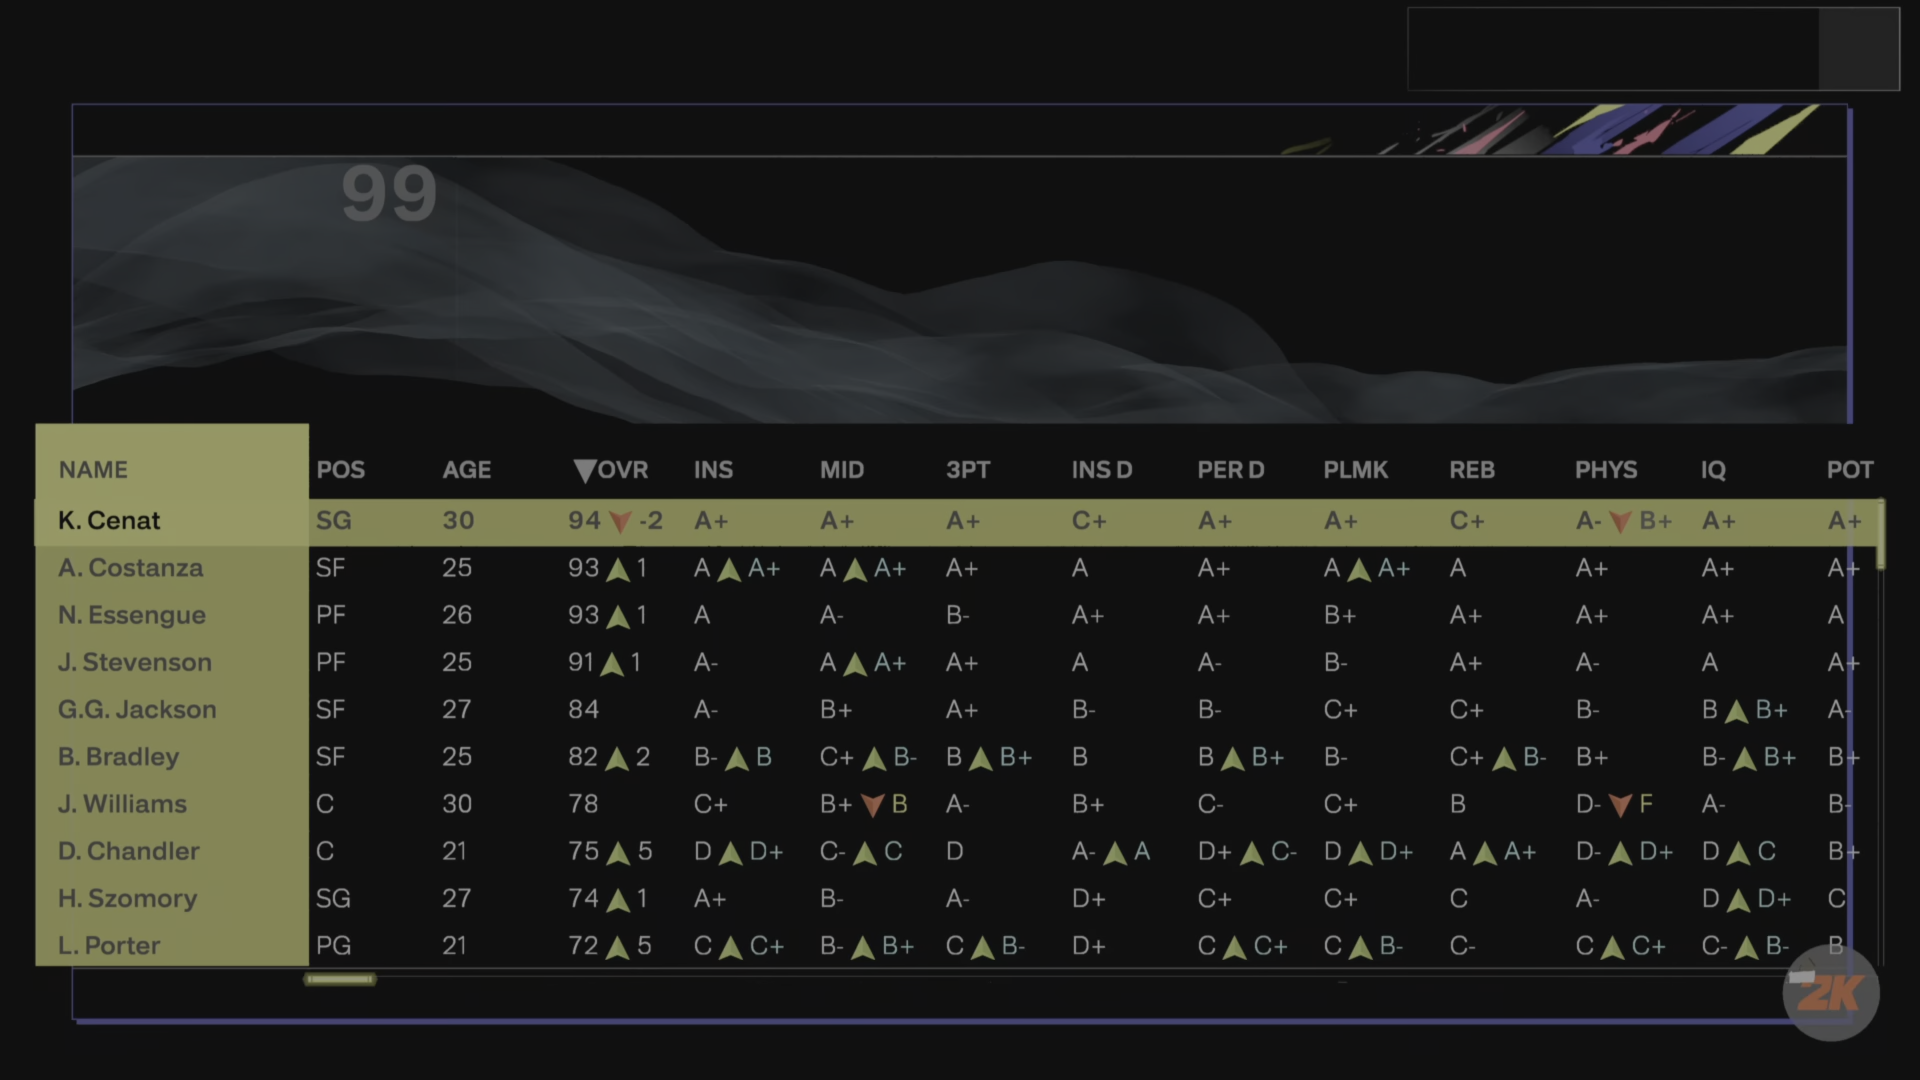 99
NAME POS AGE OVR INS MID 3PT INS D PER D PLMK REB PHYS IQ POT
K. Cenat SG 30 94 -2 A+ A+ A+ C+ A+ A+ C+ A- B+ A+ A+
A. Costanza SF 25 93 1 A A+ A A+ A+ A A+ A A+ A A+ A+ A+
N. Essengue PF 26 93 1 A A- B- A+ A+ B+ A+ A+ A+ A
J. Stevenson PF 25 91 1 A- A A+ A+ A A- B- A+ A- A A+
G.G. Jackson SF 27 84 A- B+ A+ B- B- C+ C+ B- B B+ A-
B. Bradley SF 25 82 2 B- B C+ B- B B+ B B B+ B- C+ B- B+ B- B+ B+
J. Williams C 30 78 C+ B+ B A- B+ C- C+ B D- F A- B-
D. Chandler C 21 75 5 D D+ C- C D A- A D+ C- D D+ A A+ D- D+ D C B+
H. Szomory SG 27 74 1 A+ B- A- D+ C+ C+ C A- D D+ C
L. Porter PG 21 72 5 C C+ B- B+ C B- D+ C C+ C B- C- C C+ C- B- B
2K